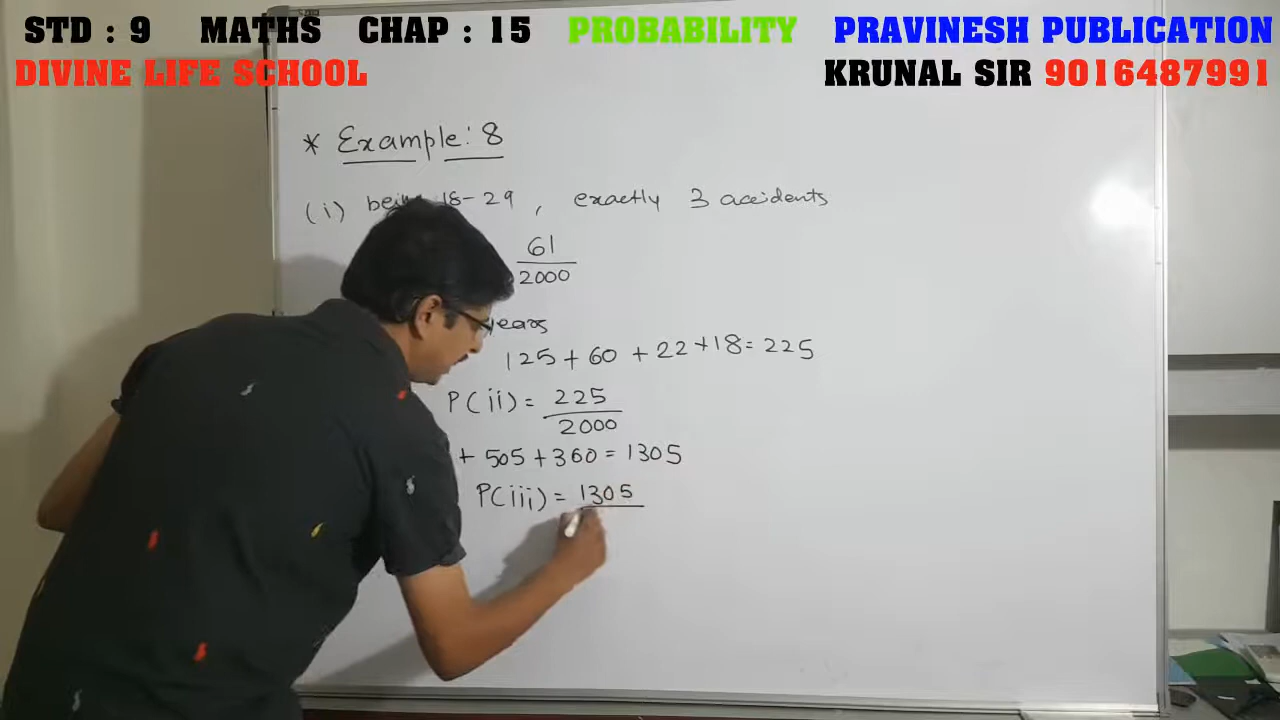 STD : 9 MATHS CHAP : 15 PROBABILITY PRAVINESH PUBLICATION
DIVINE LIFE SCHOOL KRUNAL SIR 9016487991
* Example: 8
(i) being 18-29 , exactly 3 accidents
61
2000
years
125 + 60 + 22 + 18 = 225
P(ii) = 225
2000
+ 505 + 360 = 1305
P(iii) = 1305